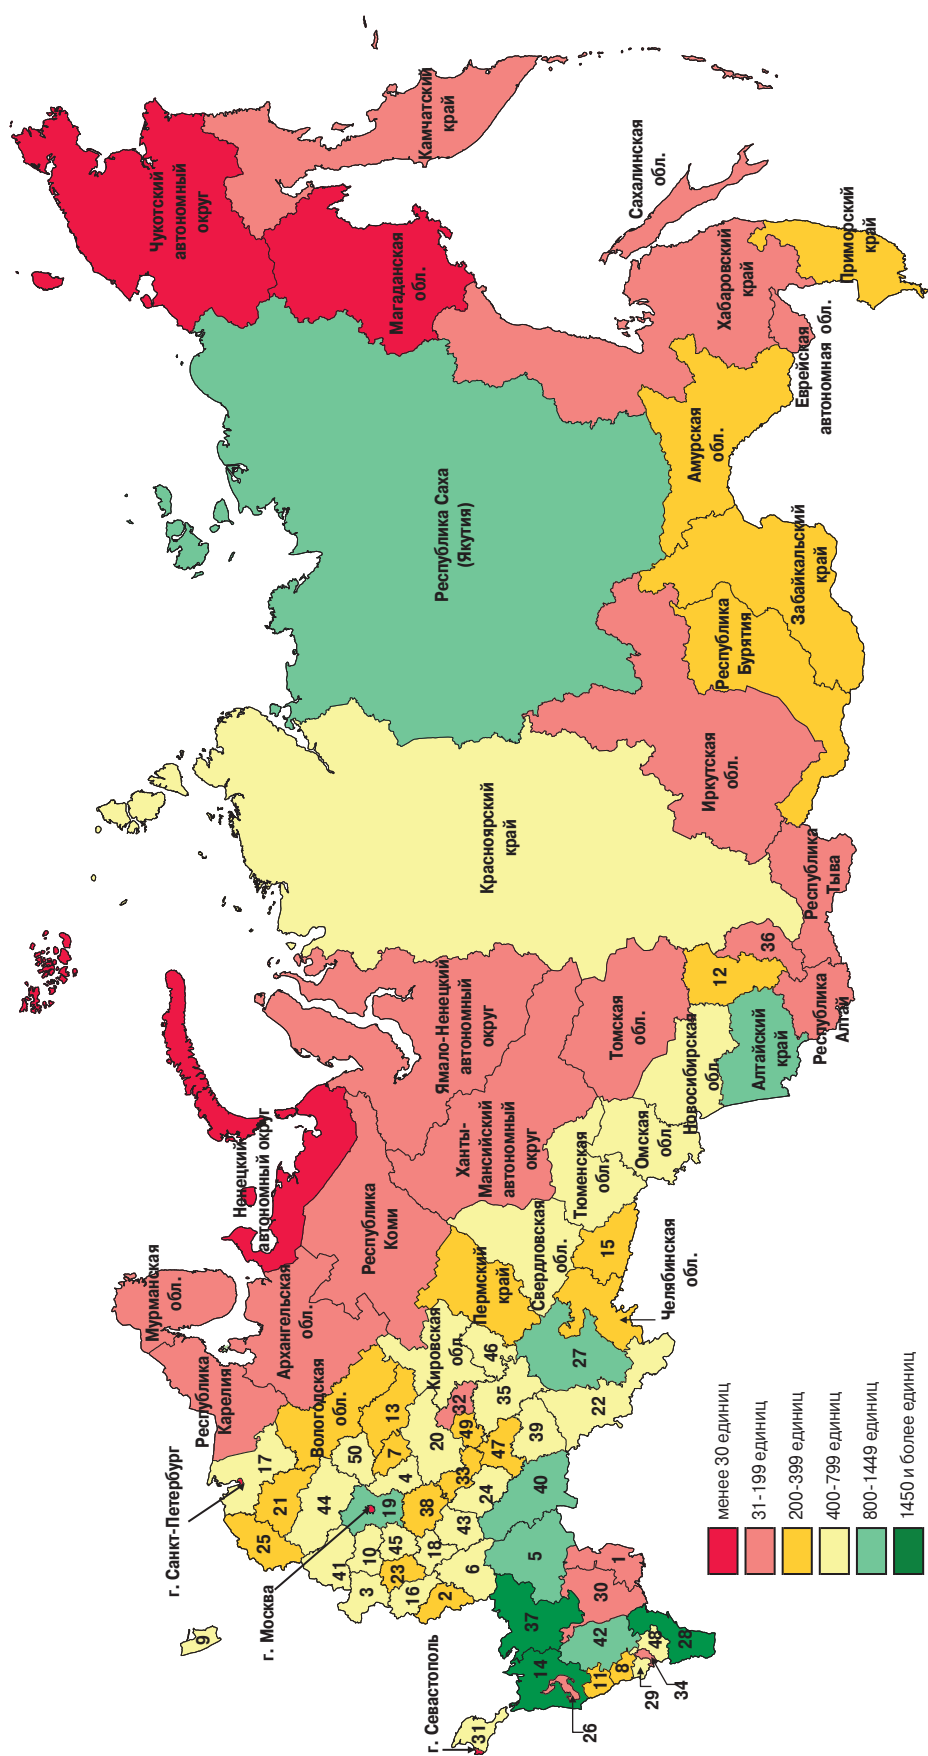 Чукотский
автономный
округ
Камчатский
край
Магаданская
обл.
Сахалинская
обл.
Хабаровский
край
Приморский
край
Еврейская
автономная обл.
Амурская
обл.
Республика Саха
(Якутия)
Забайкальский
край
Республика
Бурятия
Иркутская
обл.
Красноярский
край
Республика
Тыва
36
12
Республика
Алтай
Алтайский
край
Новосибирская
обл.
Томская
обл.
Омская
обл.
Тюменская
обл.
Ямало-Ненецкий
автономный
округ
Ханты-
Мансийский
автономный
округ
Ненецкий
автономный округ
Республика
Коми
Мурманская
обл.
Архангельская
обл.
Республика
Карелия
Вологодская
обл.
Кировская
обл.
Пермский
край
Свердловская
обл.
15
Челябинская
обл.
27
46
35
22
39
32
49
47
20
13
7
50
4
33
24
40
г. Санкт-Петербург
17
21
25
44
19
38
43
г. Москва
41
10
45
18
3
23
16
2
6
5
9
г. Севастополь
31
37
14
26
30
1
42
11
8
29
34
48
28
менее 30 единиц
31-199 единиц
200-399 единиц
400-799 единиц
800-1449 единиц
1450 и более единиц